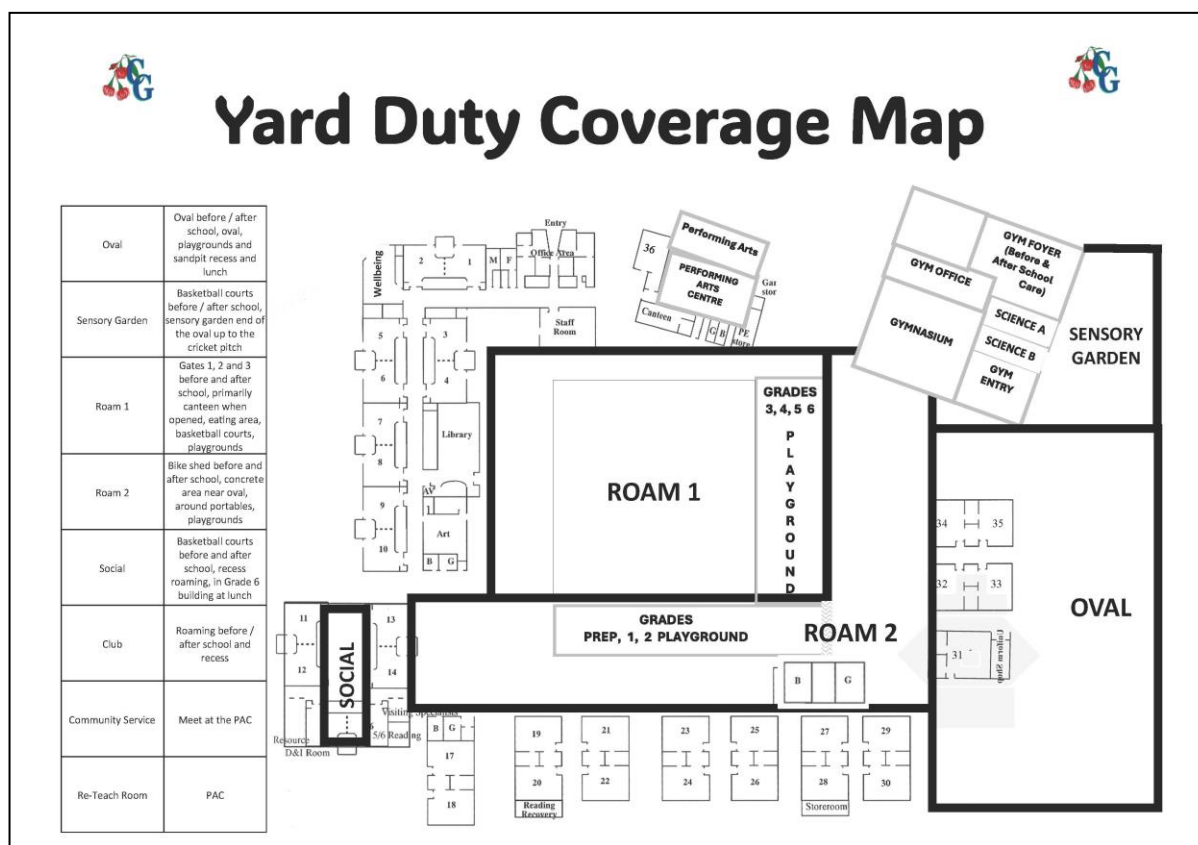 CG
CG
Yard Duty Coverage Map
Oval
Oval before / after
school, oval,
playgrounds and
sandpit recess and
lunch
Sensory Garden
Basketball courts
before / after school,
sensory garden end of
the oval up to the
cricket pitch
Roam 1
Gates 1, 2 and 3
before and after
school, primarily
canteen when
opened, eating area,
basketball courts,
playgrounds
Roam 2
Bike shed before and
after school, concrete
area near oval,
around portables,
playgrounds
Social
Basketball courts
before and after
school, recess
roaming, in Grade 6
building at lunch
Club
Roaming before /
after school and
recess
Community Service
Meet at the PAC
Re-Teach Room
PAC
Wellbeing
2
1
M
F
Entry
Office Area
Staff
Room
5
6
3
4
7
8
Library
9
10
AV
Art
B
G
36
Performing Arts
PERFORMING
ARTS
CENTRE
Canteen
G
B
PE
store
GYM FOYER
(Before &
After School
Care)
GYM OFFICE
GYMNASIUM
SCIENCE A
SCIENCE B
GYM
ENTRY
SENSORY
GARDEN
GRADES
3, 4, 5 6
PLAYGROUND
ROAM 1
GRADES
PREP, 1, 2 PLAYGROUND
ROAM 2
B
G
34
35
32
33
31
Uniform Shop
OVAL
11
12
SOCIAL
13
14
Visiting Specialists
5/6 Reading
Resource
D&I Room
B
G
17
18
19
20
Reading
Recovery
21
22
23
24
25
26
27
28
Storeroom
29
30